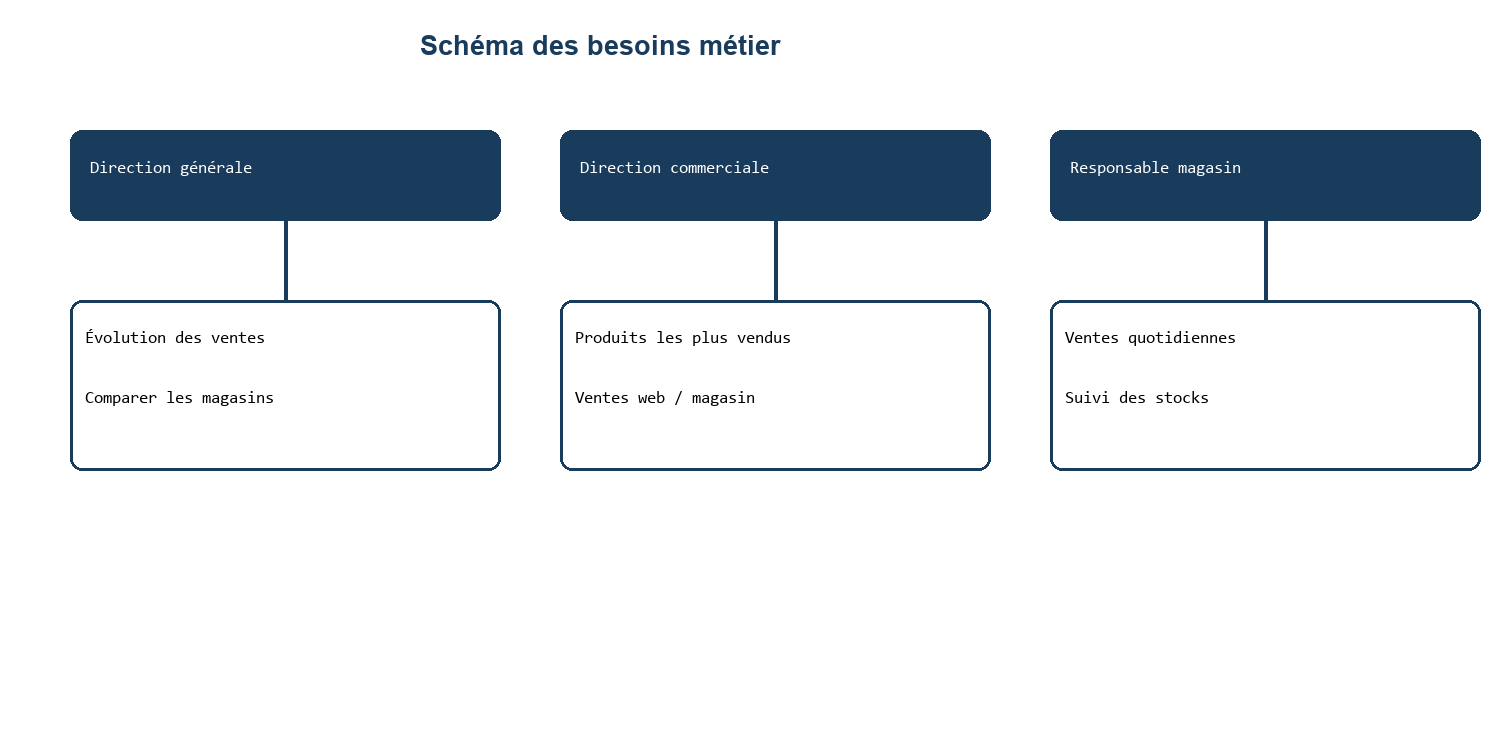 Schéma des besoins métier
Direction générale
Évolution des ventes
Comparer les magasins
Direction commerciale
Produits les plus vendus
Ventes web / magasin
Responsable magasin
Ventes quotidiennes
Suivi des stocks